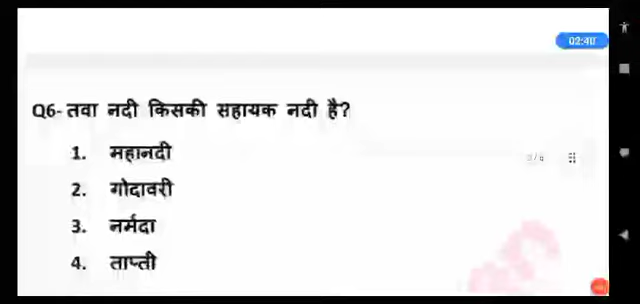 02:40
Q6- तवा नदी किसकी सहायक नदी है?
1. महानदी
2. गोदावरी
3. नर्मदा
4. ताप्ती